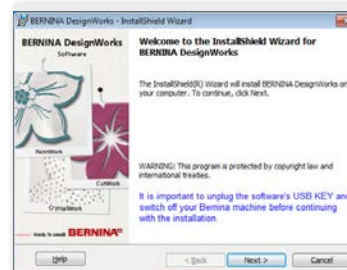 BERNINA DesignWorks - InstallShield Wizard
BERNINA DesignWorks
Software
PaintWork
CutWork
CrystalWork
made to create BERNINA
Welcome to the InstallShield Wizard for
BERNINA DesignWorks
The InstallShield(R) Wizard will install BERNINA DesignWorks on
your computer. To continue, click Next.
WARNING: This program is protected by copyright law and
international treaties.
It is important to unplug the software's USB KEY and
switch off your Bernina machine before continuing
with the installation.
Help
< Back
Next >
Cancel